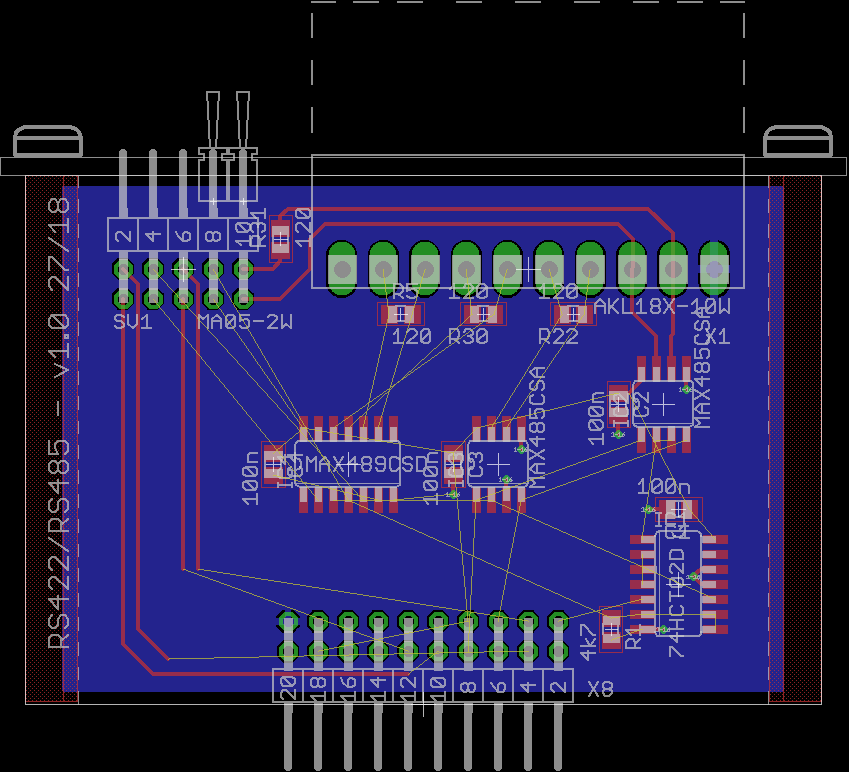 RS422/RS485 - v1.0 27/18
2
4
6
8
10
R31
120
SV1
MA05-2W
R5
120
120
120
R30
R22
AKL18X-10W
X1
MAX485CSA
100n
IC2
C2
MAX485CSA
100n
MAX489CSD
100n
100n
74HCT02D
4k7
R1
20
18
16
14
12
10
8
6
4
2
X8